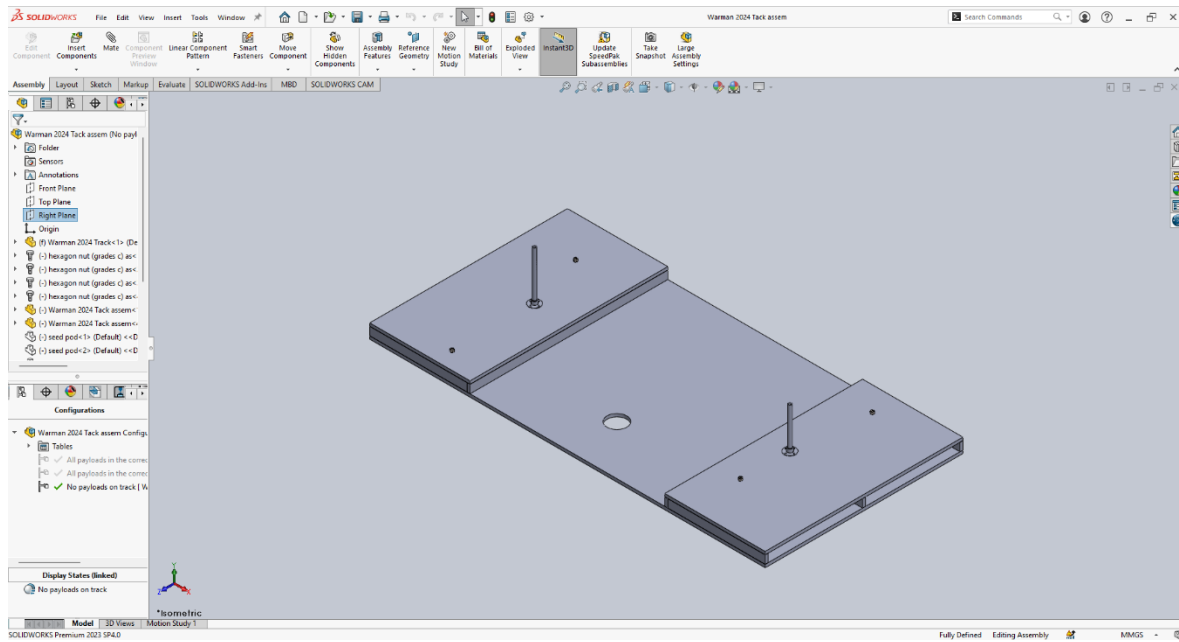 SOLIDWORKS File Edit View Insert Tools Window Warman 2024 Tack assem Search Commands
Edit Component
Insert Components
Mate
Component Preview Window
Linear Component Pattern
Smart Fasteners
Move Component
Show Hidden Components
Assembly Features
Reference Geometry
New Motion Study
Bill of Materials
Exploded View
Instant3D
Update SpeedPak Subassemblies
Take Snapshot
Large Assembly Settings
Assembly Layout Sketch Markup Evaluate SOLIDWORKS Add-Ins MBD SOLIDWORKS CAM
Warman 2024 Tack assem (No payl
Folder
Sensors
Annotations
Front Plane
Top Plane
Right Plane
Origin
(f) Warman 2024 Track<1> (De
(-) hexagon nut (grades c) as<
(-) hexagon nut (grades c) as<
(-) hexagon nut (grades c) as<
(-) hexagon nut (grades c) as<
(-) Warman 2024 Tack assem<
(-) Warman 2024 Tack assem<
(-) seed pod<1> (Default) <<D
(-) seed pod<2> (Default) <<D
Configurations
Warman 2024 Tack assem Configu
Tables
All payloads in the correc
All payloads in the correc
No payloads on track | W
Display States (linked)
No payloads on track
Y
Z X
*Isometric
Model 3D Views Motion Study 1
SOLIDWORKS Premium 2023 SP4.0 Fully Defined Editing Assembly MMGS